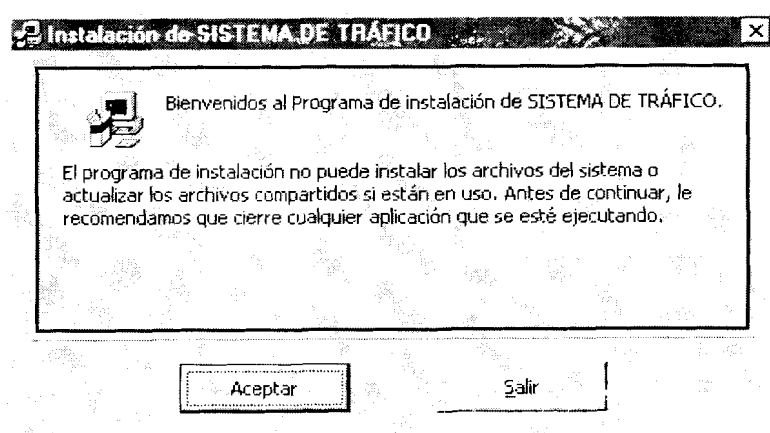 Instalación de SISTEMA DE TRÁFICO
Bienvenidos al Programa de instalación de SISTEMA DE TRÁFICO.
El programa de instalación no puede instalar los archivos del sistema o
actualizar los archivos compartidos si están en uso. Antes de continuar, le
recomendamos que cierre cualquier aplicación que se esté ejecutando.
Aceptar
Salir